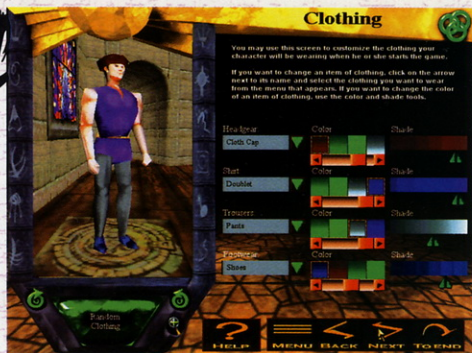 Clothing
You may use this screen to customize the clothing your
character will be wearing when he or she starts the game.
If you want to change an item of clothing, click on the arrow
next to its name and select the clothing you want to wear
from the menu that appears. If you want to change the color
of an item of clothing, use the color and shade tools.
Headgear Color Shade
Cloth Cap
Shirt Color Shade
Doublet
Trousers Color Shade
Pants
Footwear Color Shade
Shoes
Random
Clothing
?
HELP MENU BACK NEXT TO END